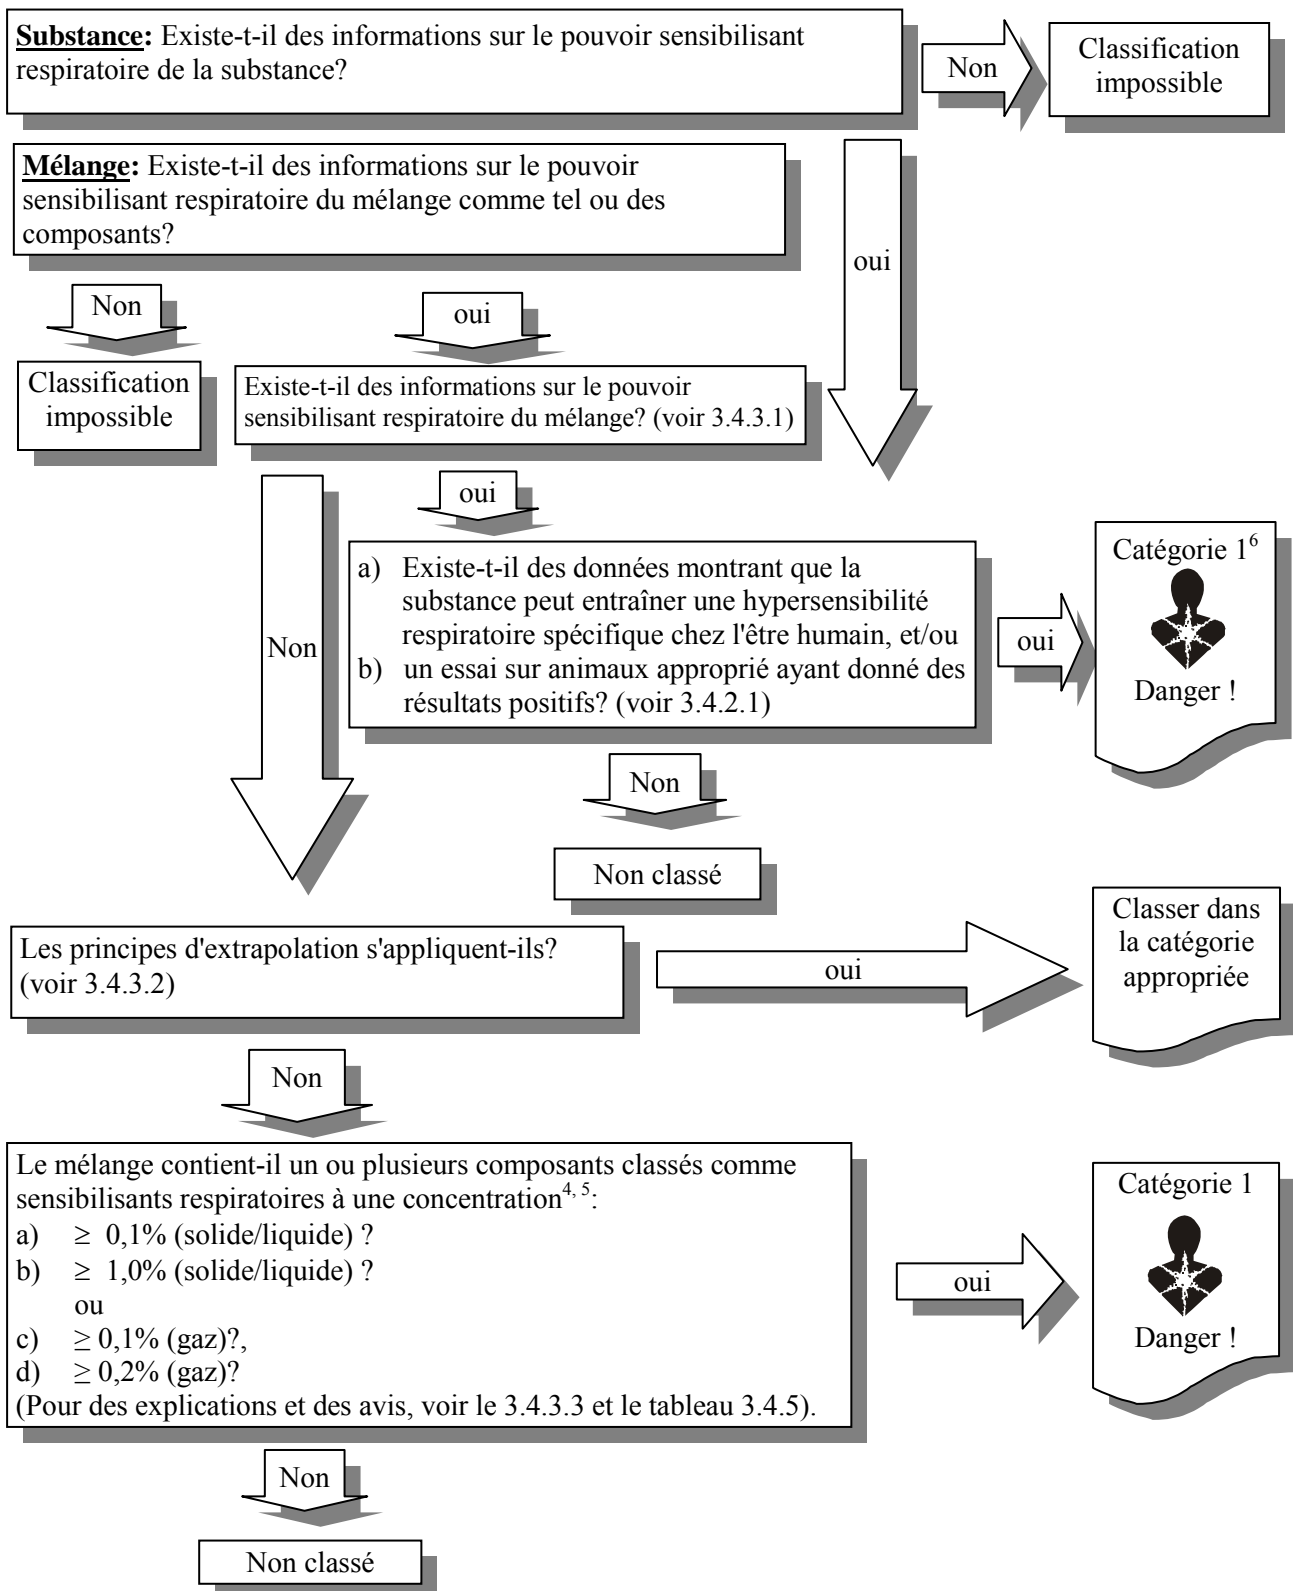 Substance: Existe-t-il des informations sur le pouvoir sensibilisant
respiratoire de la substance?
Non
Classification
impossible
Mélange: Existe-t-il des informations sur le pouvoir
sensibilisant respiratoire du mélange comme tel ou des
composants?
oui
Non
oui
Classification
impossible
Existe-t-il des informations sur le pouvoir
sensibilisant respiratoire du mélange? (voir 3.4.3.1)
oui
Non
a) Existe-t-il des données montrant que la
substance peut entraîner une hypersensibilité
respiratoire spécifique chez l'être humain, et/ou
b) un essai sur animaux approprié ayant donné des
résultats positifs? (voir 3.4.2.1)
oui
Catégorie 1⁶
Danger !
Non
Non classé
Les principes d'extrapolation s'appliquent-ils?
(voir 3.4.3.2)
oui
Classer dans
la catégorie
appropriée
Non
Le mélange contient-il un ou plusieurs composants classés comme
sensibilisants respiratoires à une concentration⁴, ⁵:
a) ≥ 0,1% (solide/liquide) ?
b) ≥ 1,0% (solide/liquide) ?
ou
c) ≥ 0,1% (gaz)?,
d) ≥ 0,2% (gaz)?
(Pour des explications et des avis, voir le 3.4.3.3 et le tableau 3.4.5).
oui
Catégorie 1
Danger !
Non
Non classé